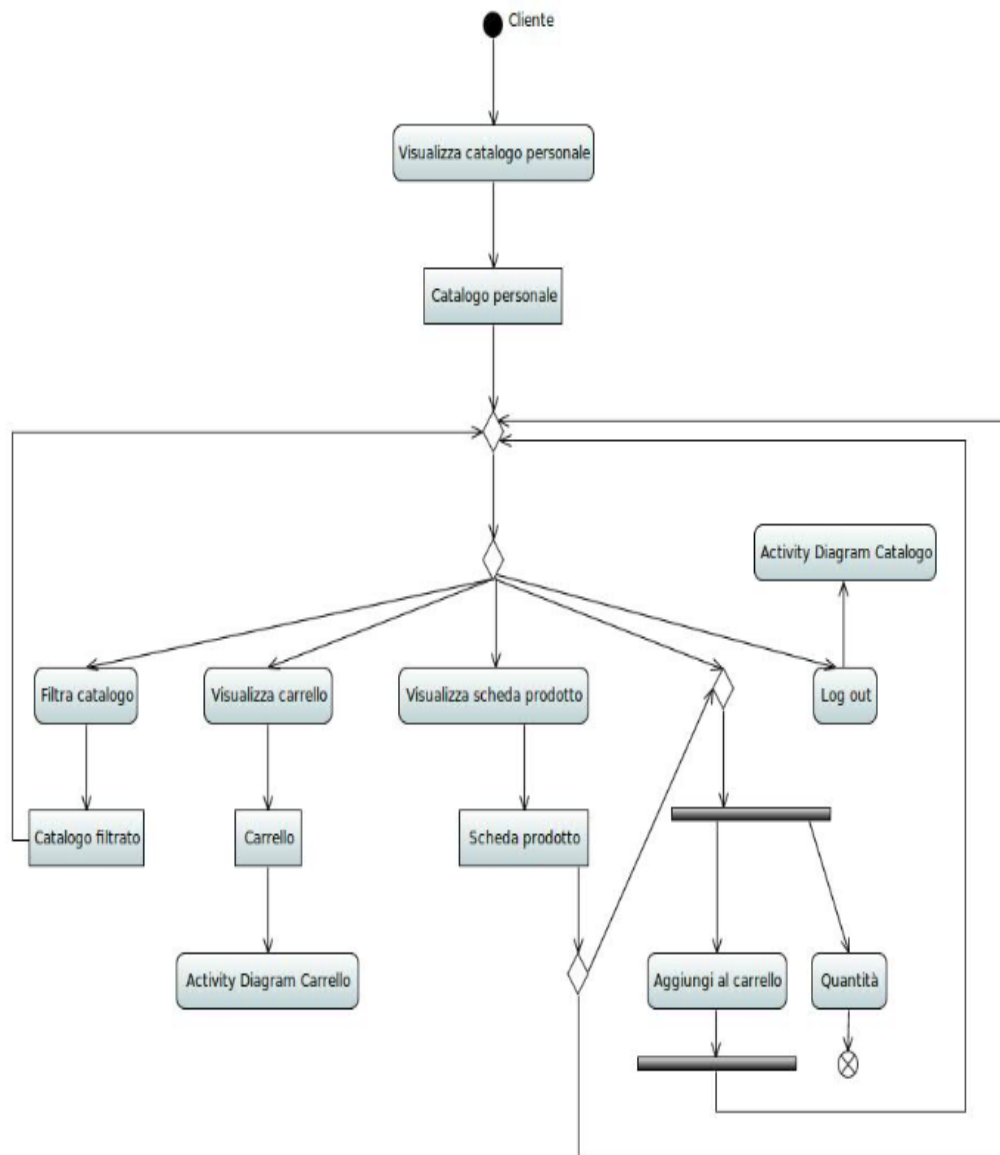 Cliente
Visualizza catalogo personale
Catalogo personale
Activity Diagram Catalogo
Filtra catalogo
Visualizza carrello
Visualizza scheda prodotto
Log out
Catalogo filtrato
Carrello
Scheda prodotto
Activity Diagram Carrello
Aggiungi al carrello
Quantità